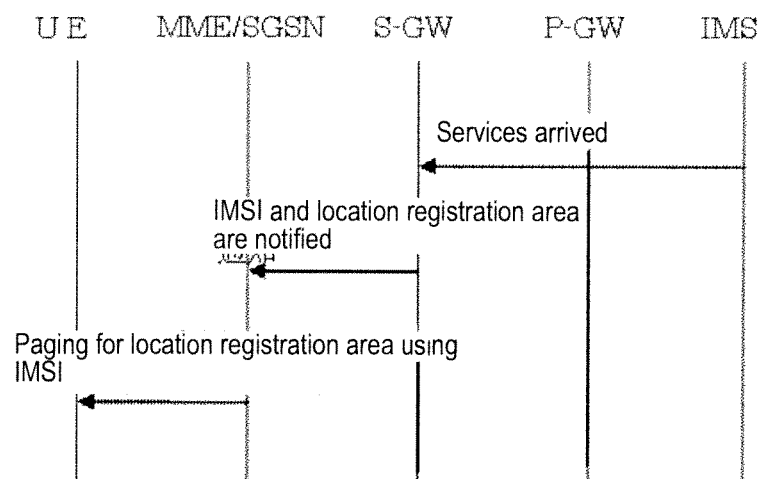 U E MME/SGSN S-GW P-GW IMS
Services arrived
IMSI and location registration area
are notified
Paging for location registration area using
IMSI